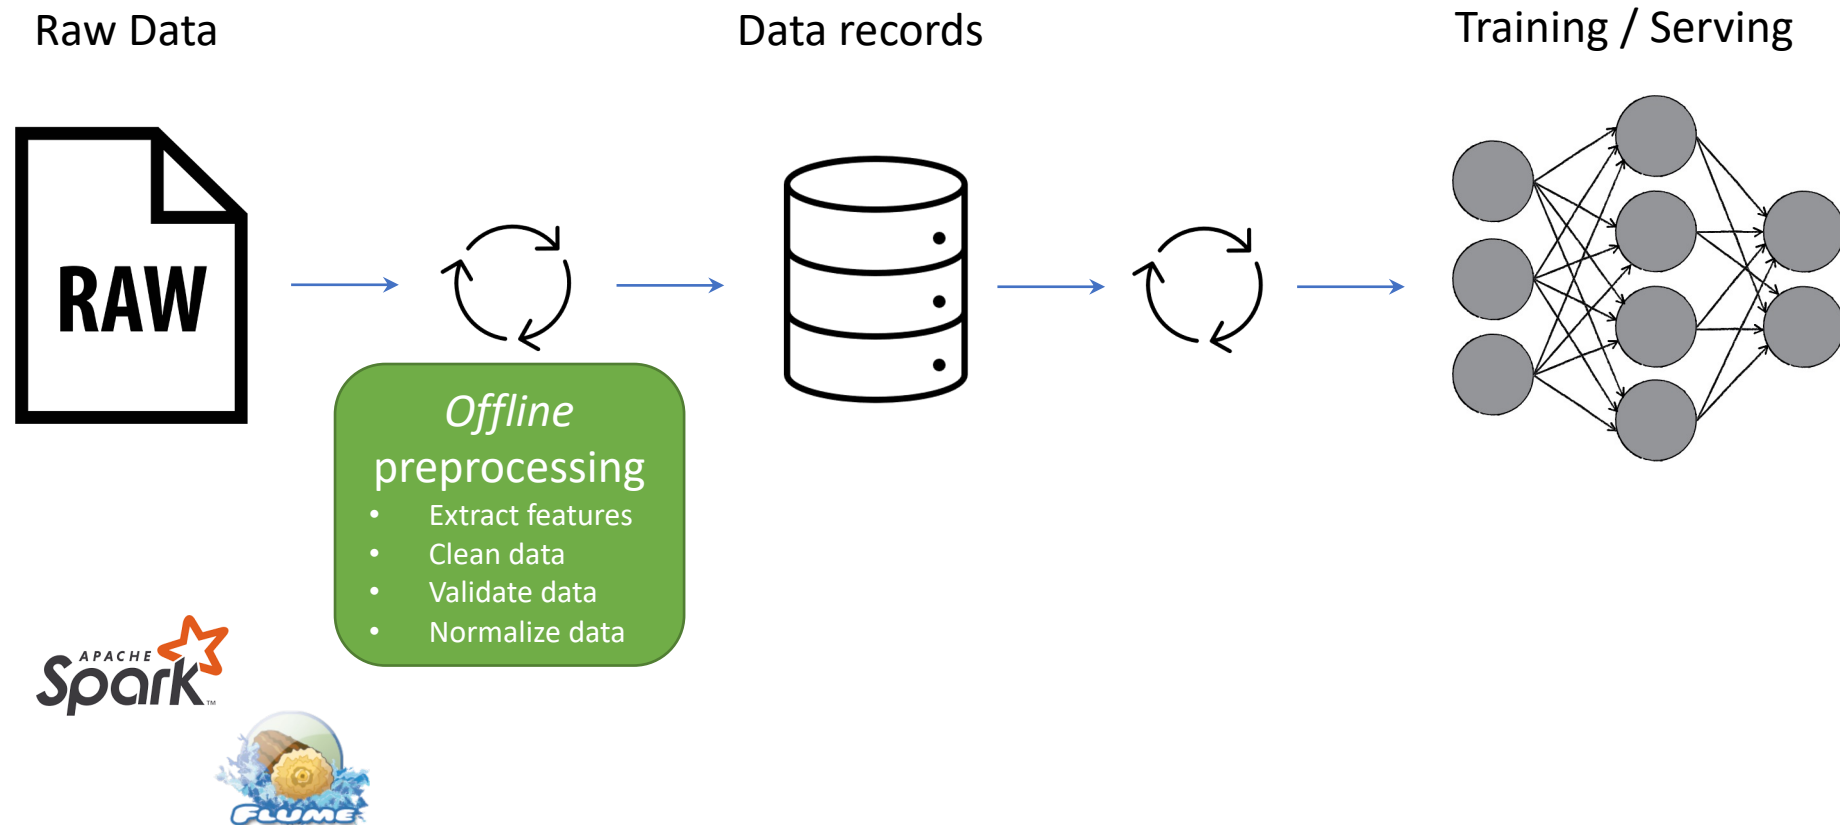 Raw Data
Data records
Training / Serving
RAW
Offline
preprocessing
• Extract features
• Clean data
• Validate data
• Normalize data
APACHE
Spark™
FLUME